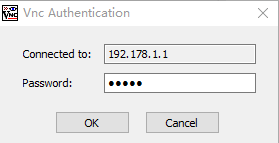 Vnc Authentication
Connected to: 192.178.1.1
Password: •••••
OK Cancel